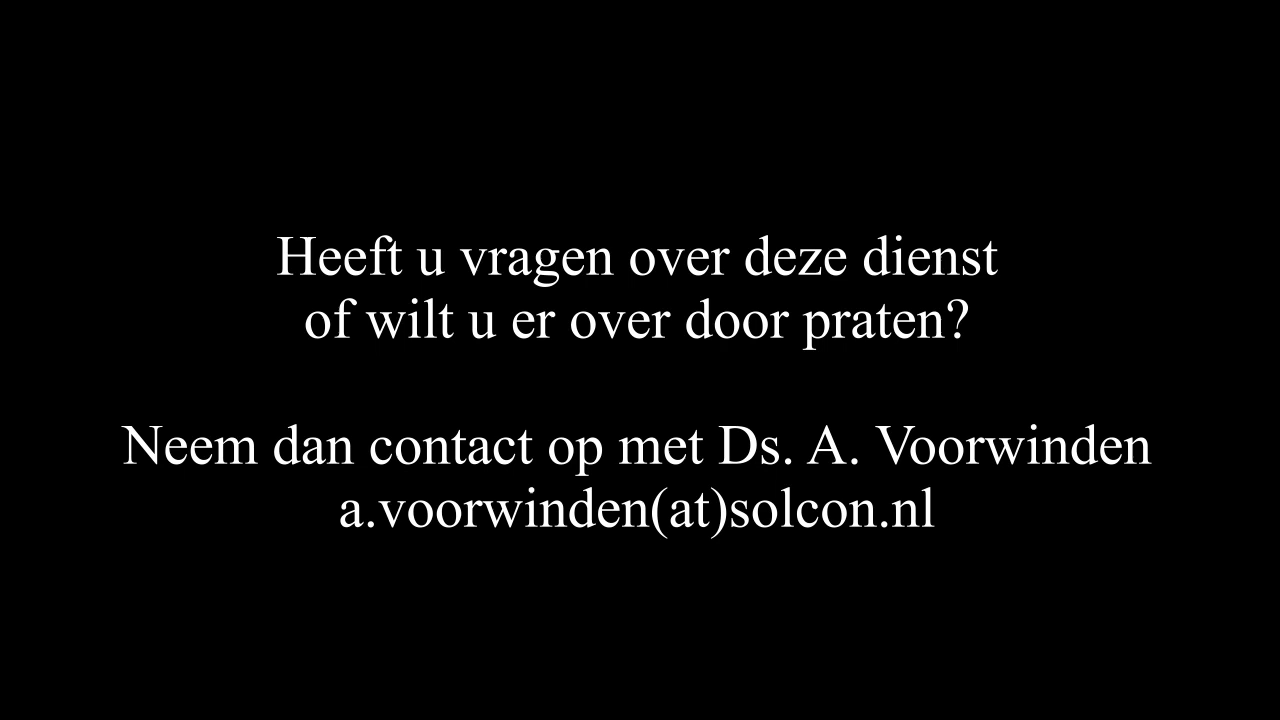 Heeft u vragen over deze dienst
of wilt u er over door praten?
Neem dan contact op met Ds. A. Voorwinden
a.voorwinden(at)solcon.nl